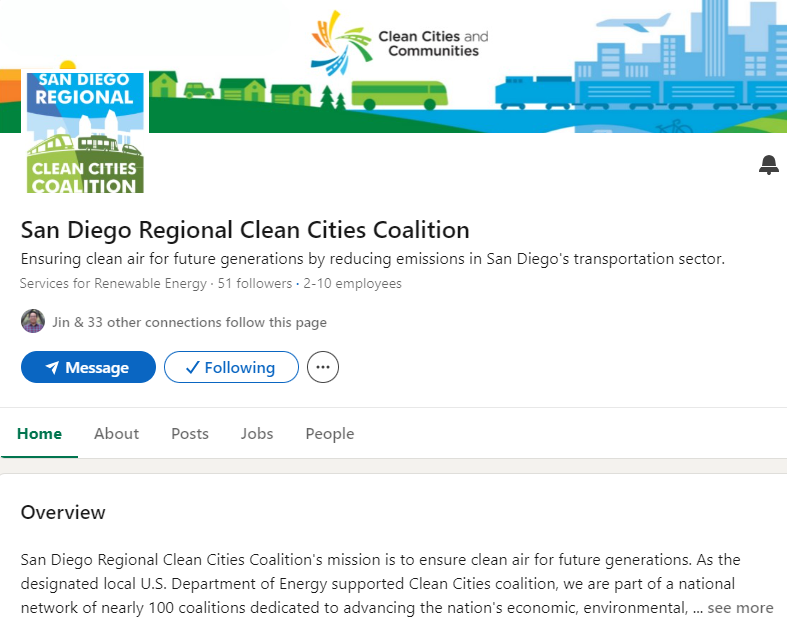 Clean Cities and
Communities
SAN DIEGO
REGIONAL
CLEAN CITIES
COALITION
San Diego Regional Clean Cities Coalition
Ensuring clean air for future generations by reducing emissions in San Diego's transportation sector.
Services for Renewable Energy · 51 followers · 2-10 employees
Jin & 33 other connections follow this page
Message
Following
Home About Posts Jobs People
Overview
San Diego Regional Clean Cities Coalition's mission is to ensure clean air for future generations. As the
designated local U.S. Department of Energy supported Clean Cities coalition, we are part of a national
network of nearly 100 coalitions dedicated to advancing the nation's economic, environmental, ... see more